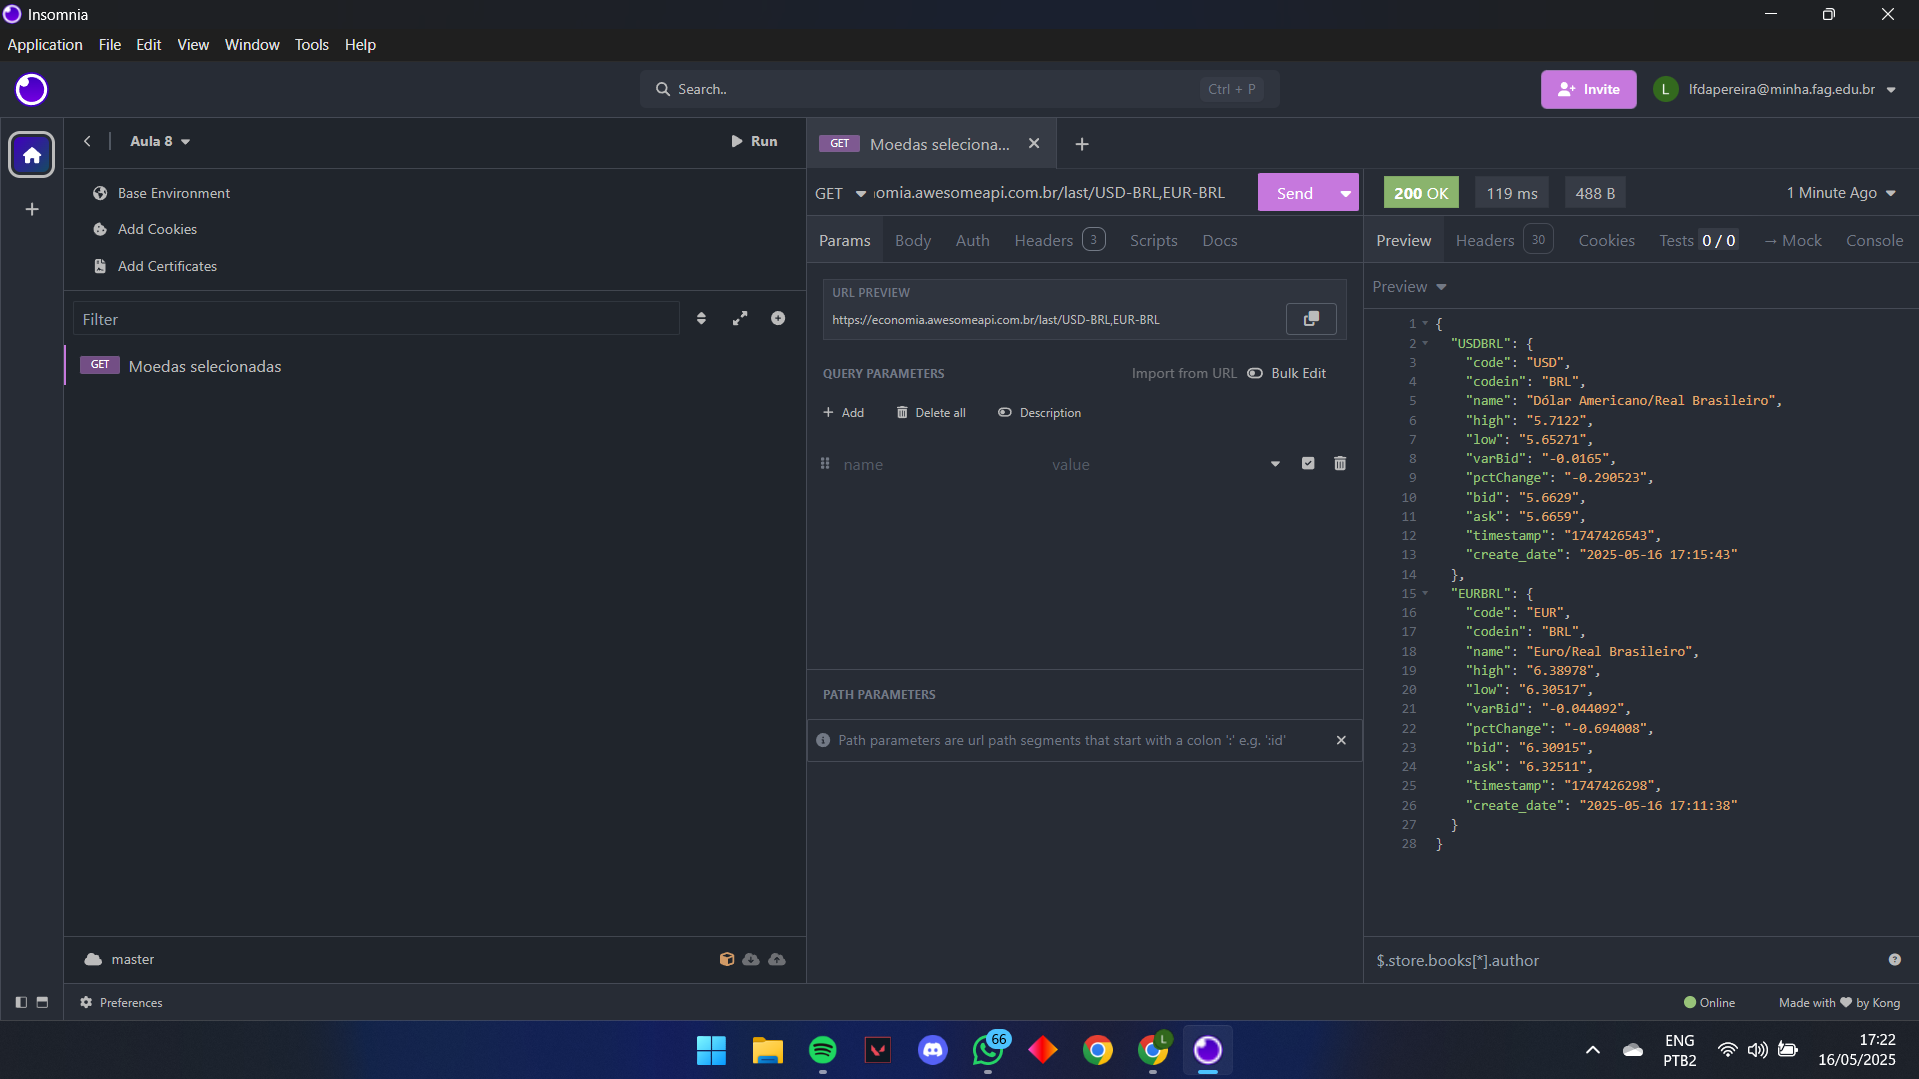 Insomnia
Application File Edit View Window Tools Help
Search.. Ctrl + P
Invite
L lfdapereira@minha.fag.edu.br
Aula 8
Run
Base Environment
Add Cookies
Add Certificates
Filter
GET Moedas selecionadas
master
Preferences
GET Moedas seleciona...
GET omia.awesomeapi.com.br/last/USD-BRL,EUR-BRL
Send
Params Body Auth Headers 3 Scripts Docs
URL PREVIEW
https://economia.awesomeapi.com.br/last/USD-BRL,EUR-BRL
QUERY PARAMETERS
Import from URL Bulk Edit
Add Delete all Description
name value
PATH PARAMETERS
Path parameters are url path segments that start with a colon ':' e.g. ':id'
200 OK 119 ms 488 B 1 Minute Ago
Preview Headers 30 Cookies Tests 0 / 0 → Mock Console
Preview
1 {
2 "USDBRL": {
3 "code": "USD",
4 "codein": "BRL",
5 "name": "Dólar Americano/Real Brasileiro",
6 "high": "5.7122",
7 "low": "5.65271",
8 "varBid": "-0.0165",
9 "pctChange": "-0.290523",
10 "bid": "5.6629",
11 "ask": "5.6659",
12 "timestamp": "1747426543",
13 "create_date": "2025-05-16 17:15:43"
14 },
15 "EURBRL": {
16 "code": "EUR",
17 "codein": "BRL",
18 "name": "Euro/Real Brasileiro",
19 "high": "6.38978",
20 "low": "6.30517",
21 "varBid": "-0.044092",
22 "pctChange": "-0.694008",
23 "bid": "6.30915",
24 "ask": "6.32511",
25 "timestamp": "1747426298",
26 "create_date": "2025-05-16 17:11:38"
27 }
28 }
$.store.books[*].author
Online
Made with ♥ by Kong
66
L
ENG
PTB2
17:22
16/05/2025